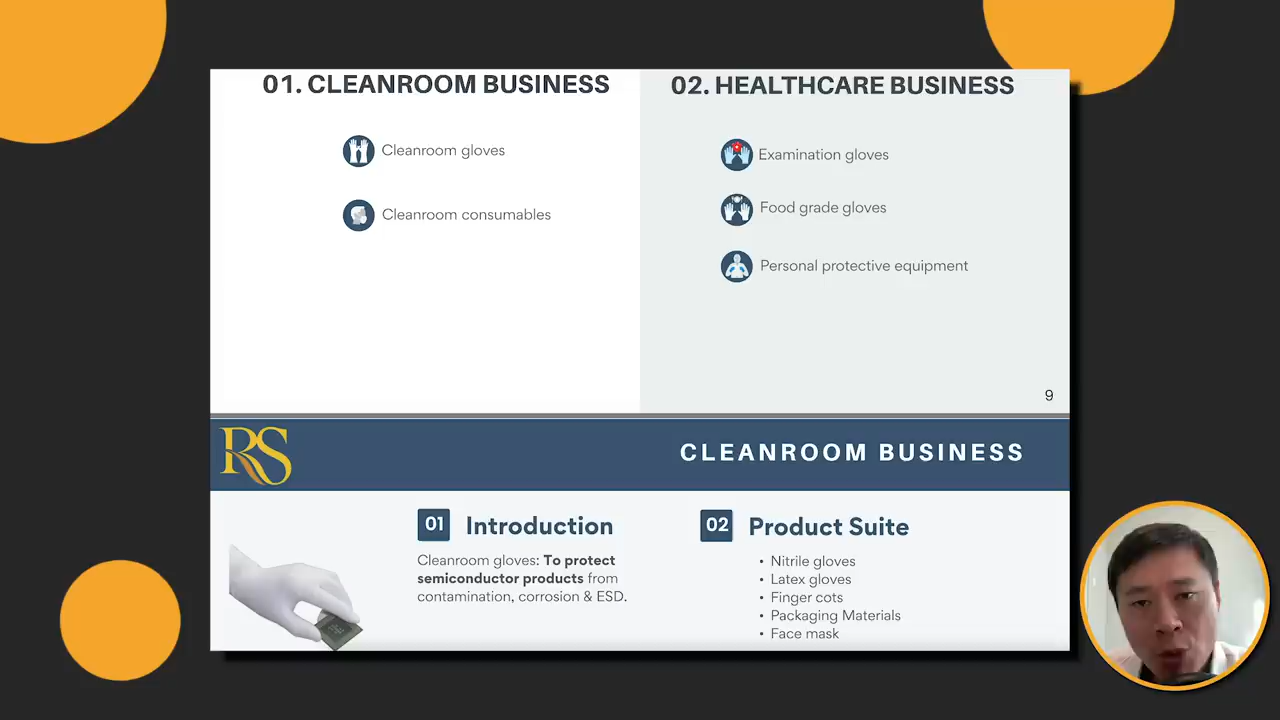 01. CLEANROOM BUSINESS
Cleanroom gloves
Cleanroom consumables
02. HEALTHCARE BUSINESS
Examination gloves
Food grade gloves
Personal protective equipment
9
RS
CLEANROOM BUSINESS
01 Introduction
Cleanroom gloves: To protect
semiconductor products from
contamination, corrosion & ESD.
02 Product Suite
• Nitrile gloves
• Latex gloves
• Finger cots
• Packaging Materials
• Face mask